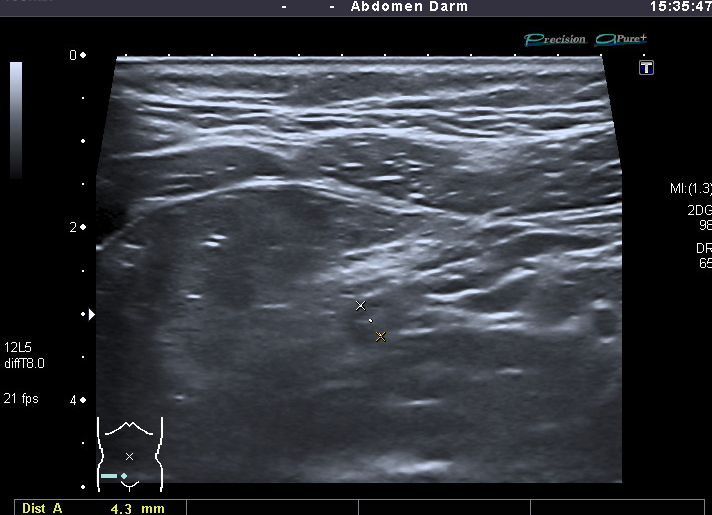 - - Abdomen Darm 15:35:47
Precision APure+
T
0
MI:(1.3)
2DG
98
2
DR
65
12L5
diffT8.0
21 fps
4
Dist A 4.3 mm